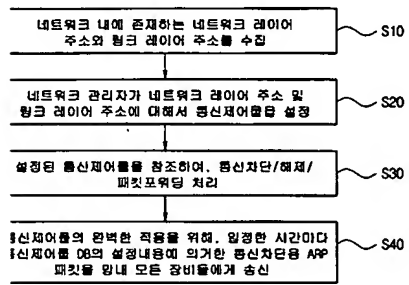 네트워크 내에 존재하는 네트워크 레이어
주소와 링크 레이어 주소를 수집
S10
네트워크 관리자가 네트워크 레이어 주소 및
링크 레이어 주소에 대해서 통신제어룰을 설정
S20
설정된 통신제어룰을 참조하여, 통신차단/해제/
패킷포워딩 처리
S30
통신제어룰의 완벽한 적용을 위해, 일정한 시간마다
통신제어룰 DB의 설정내용에 의거한 통신차단용 ARP
패킷을 망내 모든 장비들에게 송신
S40